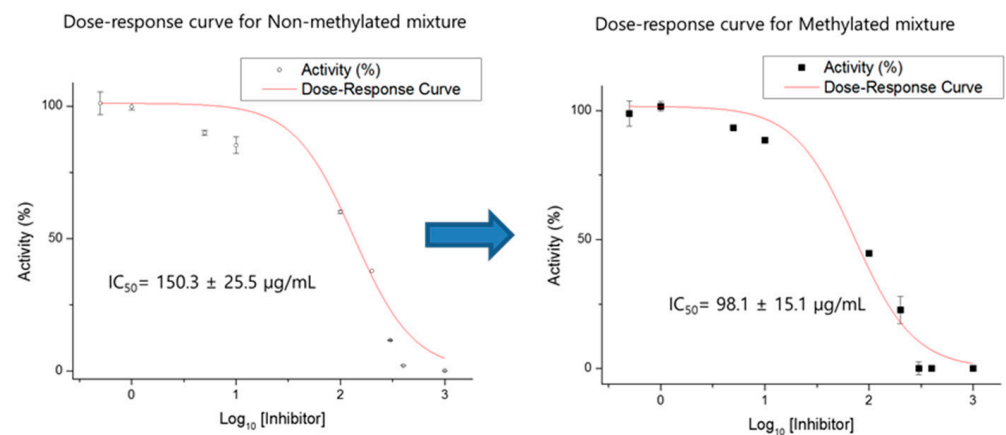 Dose-response curve for Non-methylated mixture
Activity (%)
Dose-Response Curve
100
50
0
Activity (%)
IC₅₀= 150.3 ± 25.5 µg/mL
0
1
2
3
Log₁₀ [Inhibitor]
Dose-response curve for Methylated mixture
Activity (%)
Dose-Response Curve
100
50
0
Activity (%)
IC₅₀= 98.1 ± 15.1 µg/mL
0
1
2
3
Log₁₀ [Inhibitor]